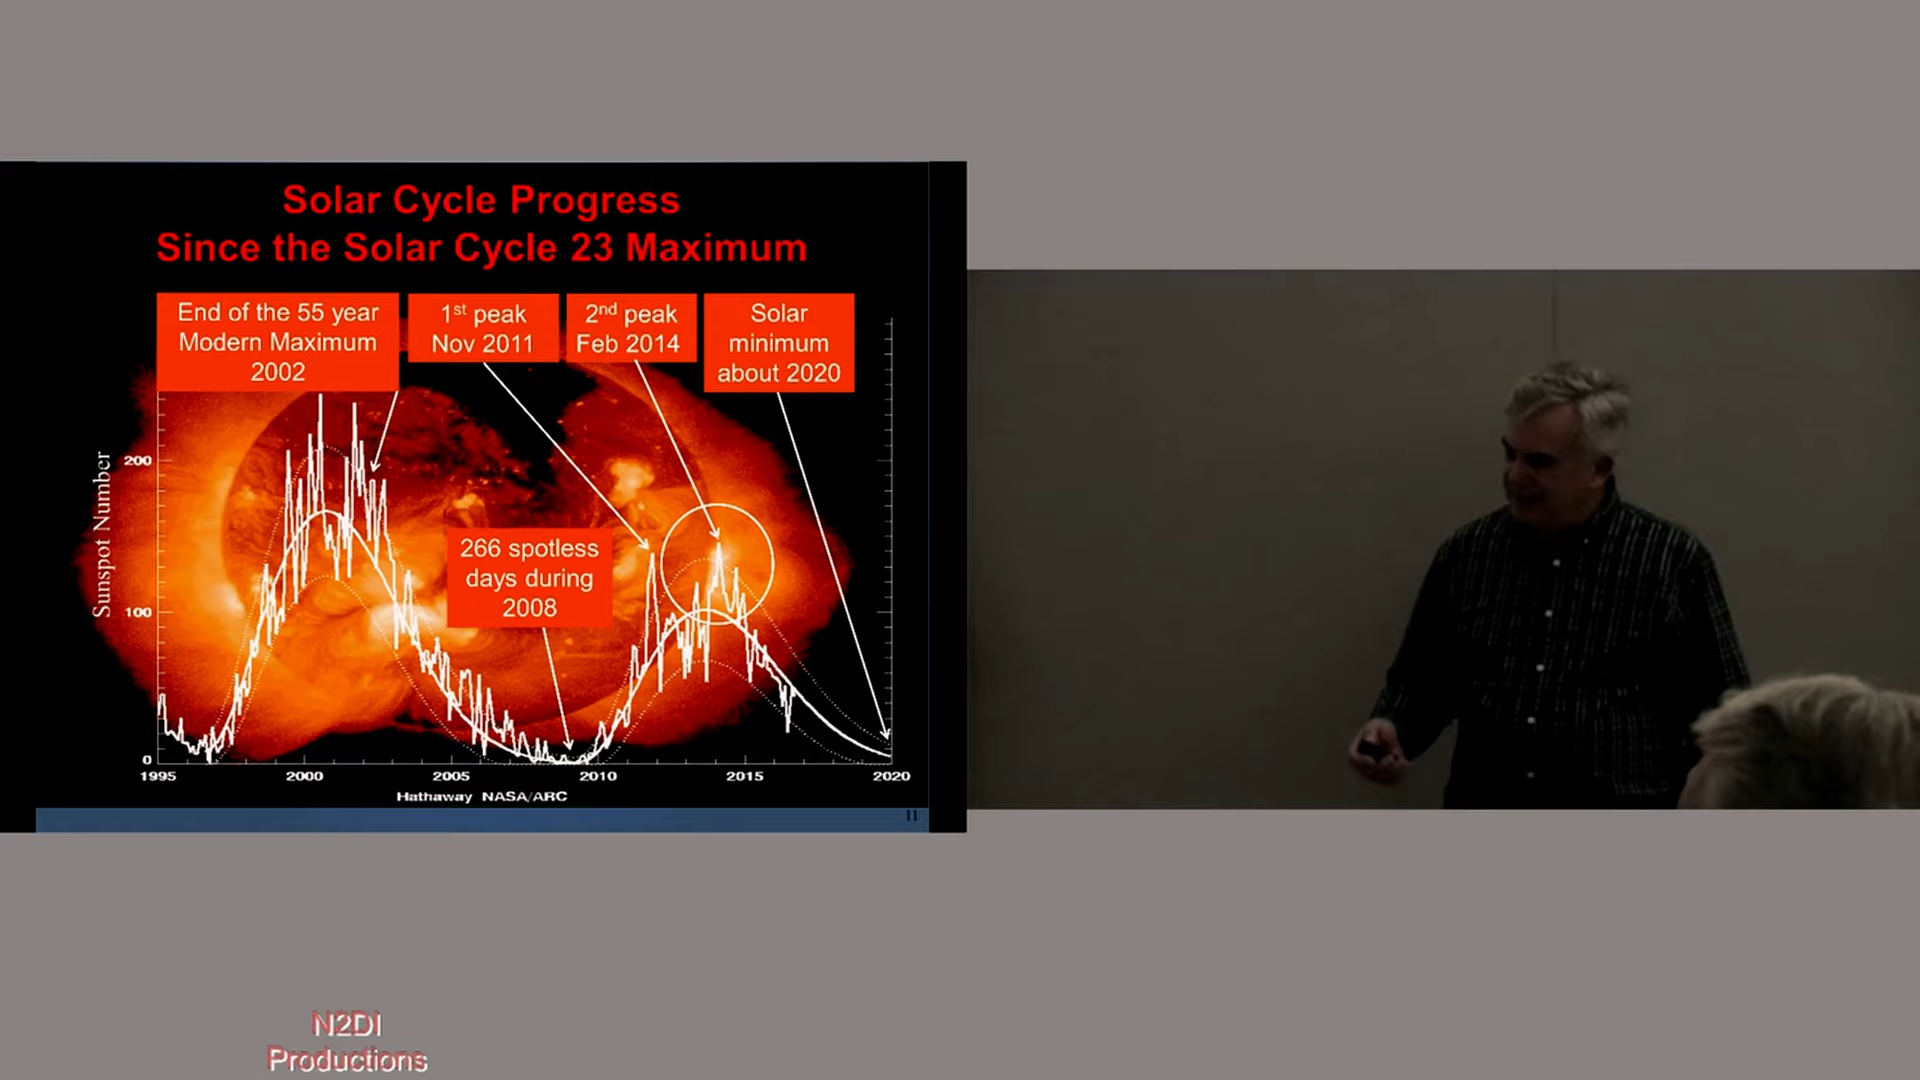 Solar Cycle Progress
Since the Solar Cycle 23 Maximum
End of the 55 year
Modern Maximum
2002
1st peak
Nov 2011
2nd peak
Feb 2014
Solar
minimum
about 2020
266 spotless
days during
2008
Sunspot Number
200
100
0
1995 2000 2005 2010 2015 2020
Hathaway NASA/ARC
11
N2DI
Productions